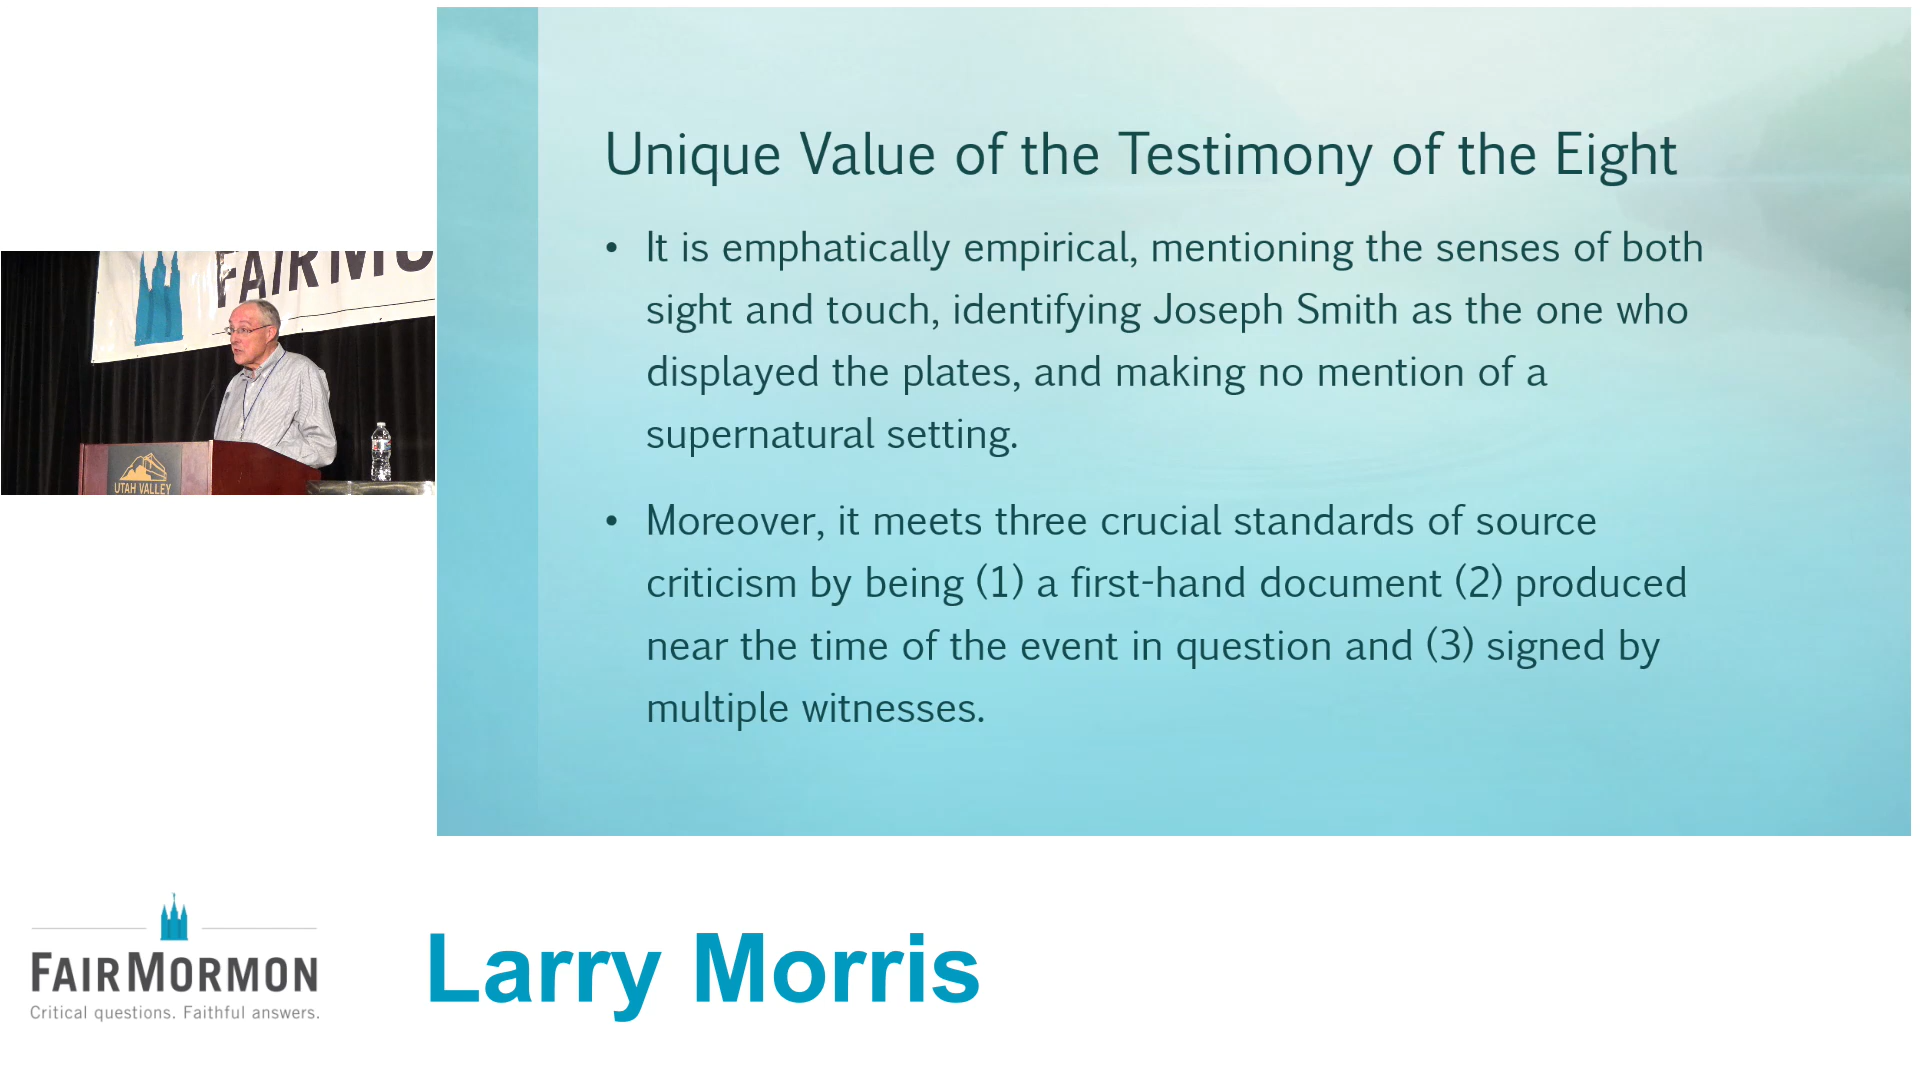 FAIRMO
UTAH VALLEY
Unique Value of the Testimony of the Eight
• It is emphatically empirical, mentioning the senses of both
sight and touch, identifying Joseph Smith as the one who
displayed the plates, and making no mention of a
supernatural setting.
• Moreover, it meets three crucial standards of source
criticism by being (1) a first-hand document (2) produced
near the time of the event in question and (3) signed by
multiple witnesses.
FAIRMORMON
Critical questions. Faithful answers.
Larry Morris